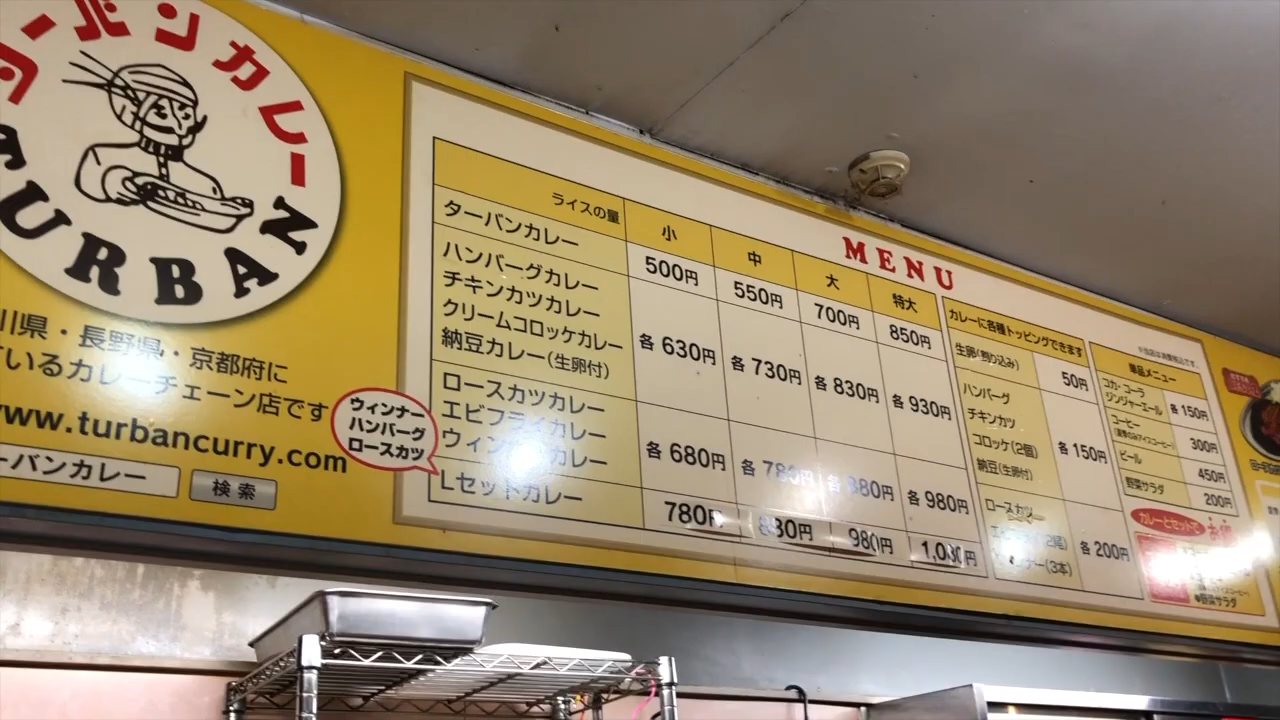 ターバンカレー
TURBAN
川県・長野県・京都府に
いるカレーチェーン店です
www.turbancurry.com
ーバンカレー
検索
ウィンナー
ハンバーグ
ロースカツ
MENU
ライスの量 小 中 大 特大
ターバンカレー 500円 550円 700円 850円
ハンバーグカレー
チキンカツカレー
クリームコロッケカレー
納豆カレー(生卵付)
各630円 各730円 各830円 各930円
ロースカツカレー
エビフライカレー
ウィン カレー
各680円 各780円 各880円 各980円
Lセットカレー 780円 830円 980円 1,080円
カレーに各種トッピングできます
生卵(割り込み) 50円
ハンバーグ
チキンカツ
コロッケ(2個)
納豆(生卵付)
各150円
ロースカツ
2尾)
ナー(3本)
各200円
単品メニュー
コカ・コーラ
ジンジャーエール
各150円
コーヒー 300円
ビール 450円
野菜サラダ 200円
カレーとセットで
野菜サラダ